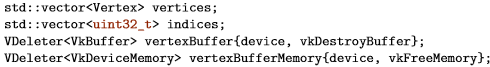 std::vector<Vertex> vertices;
std::vector<uint32_t> indices;
VDeleter<VkBuffer> vertexBuffer{device, vkDestroyBuffer};
VDeleter<VkDeviceMemory> vertexBufferMemory{device, vkFreeMemory};